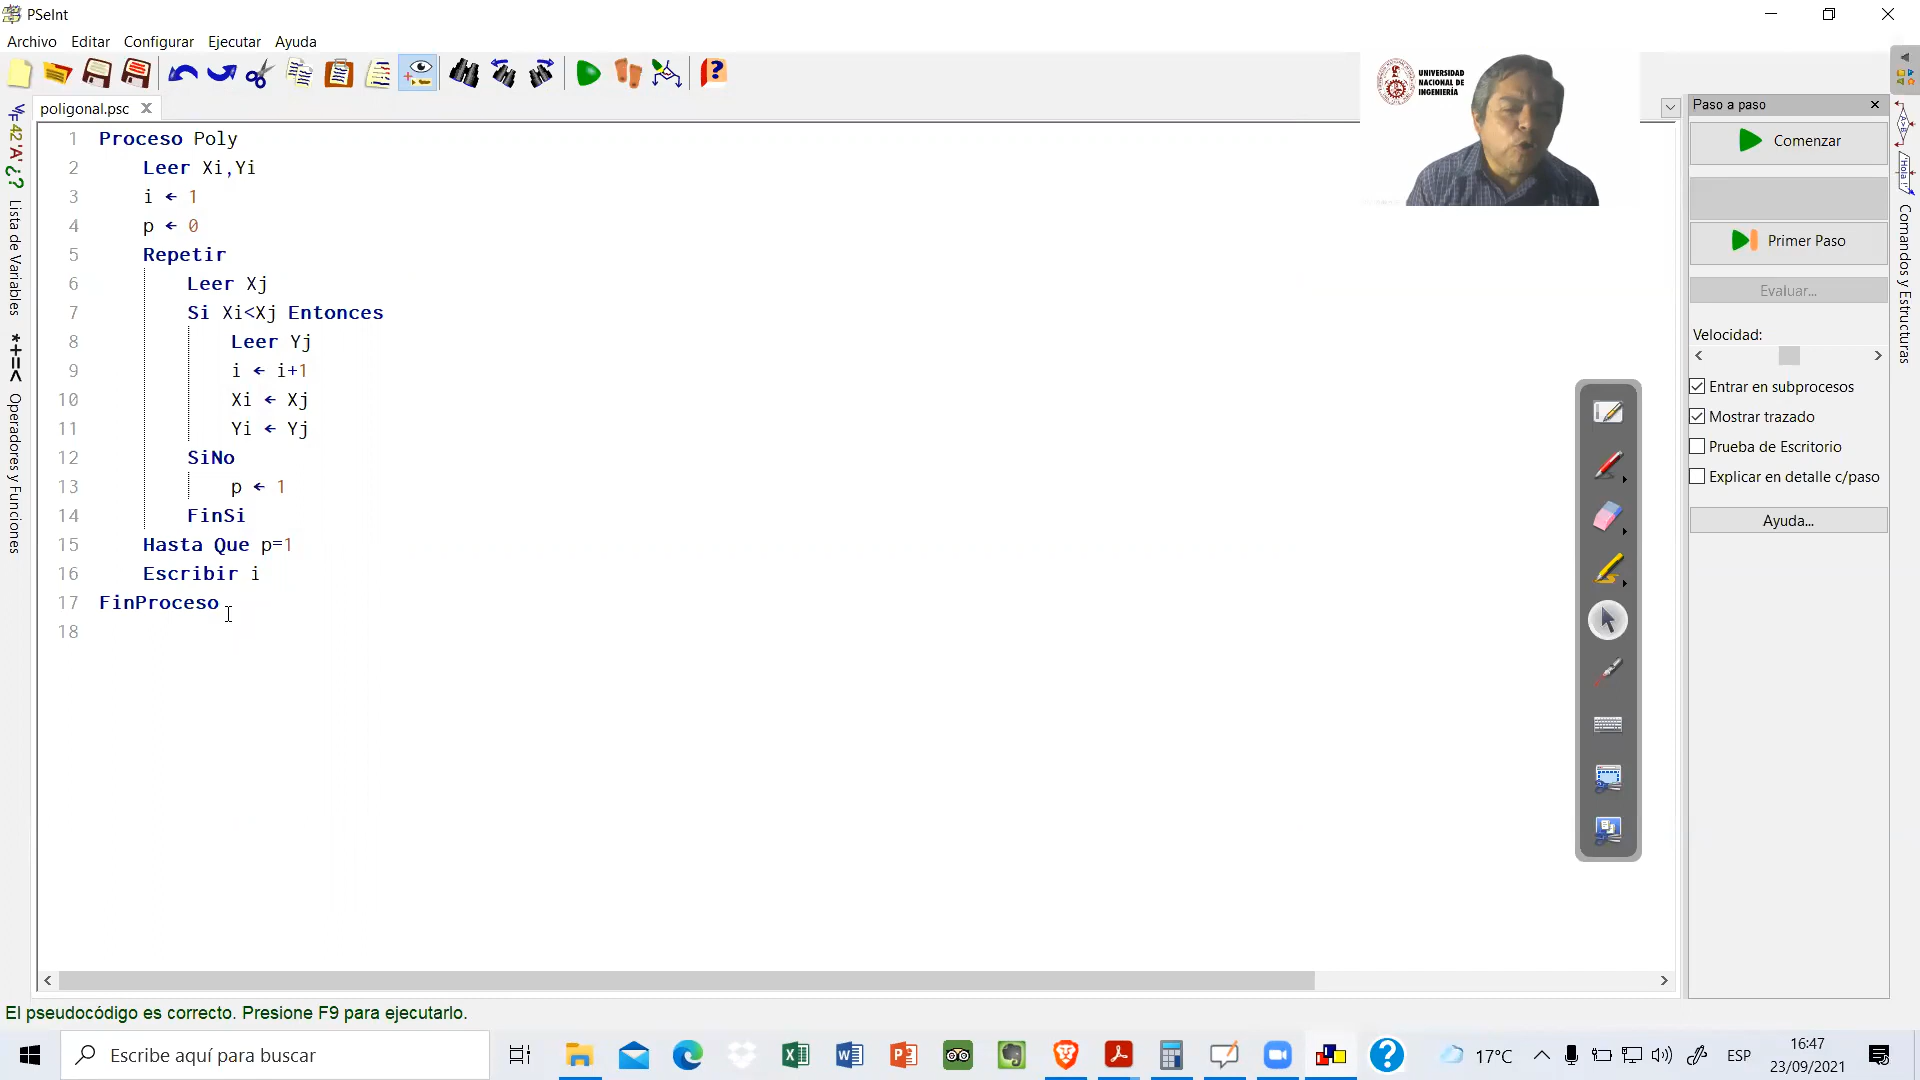 PSeInt
Archivo Editar Configurar Ejecutar Ayuda
UNIVERSIDAD
NACIONAL DE
INGENIERÍA
poligonal.psc
1 Proceso Poly
2 Leer Xi,Yi
3 i ← 1
4 p ← 0
5 Repetir
6 Leer Xj
7 Si Xi<Xj Entonces
8 Leer Yj
9 i ← i+1
10 Xi ← Xj
11 Yi ← Yj
12 SiNo
13 p ← 1
14 FinSi
15 Hasta Que p=1
16 Escribir i
17 FinProceso
18
Lista de Variables
*+=<
Operadores y Funciones
Paso a paso
Comenzar
Primer Paso
Evaluar...
Velocidad:
Entrar en subprocesos
Mostrar trazado
Prueba de Escritorio
Explicar en detalle c/paso
Ayuda...
Comandos y Estructuras
El pseudocódigo es correcto. Presione F9 para ejecutarlo.
Escribe aquí para buscar
17°C
ESP
16:47
23/09/2021